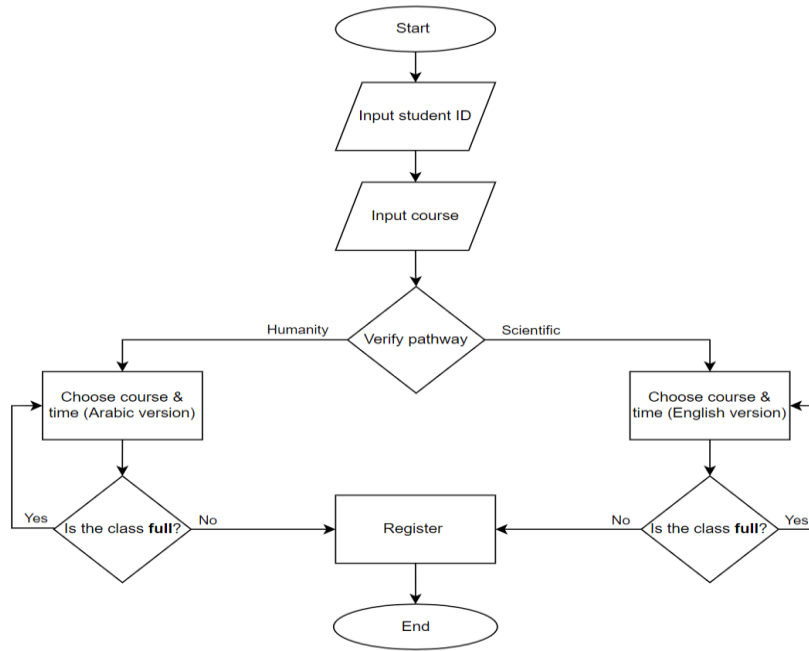 Start
Input student ID
Input course
Verify pathway
Humanity
Scientific
Choose course &
time (Arabic version)
Choose course &
time (English version)
Yes
Is the class full?
No
Register
No
Is the class full?
Yes
End